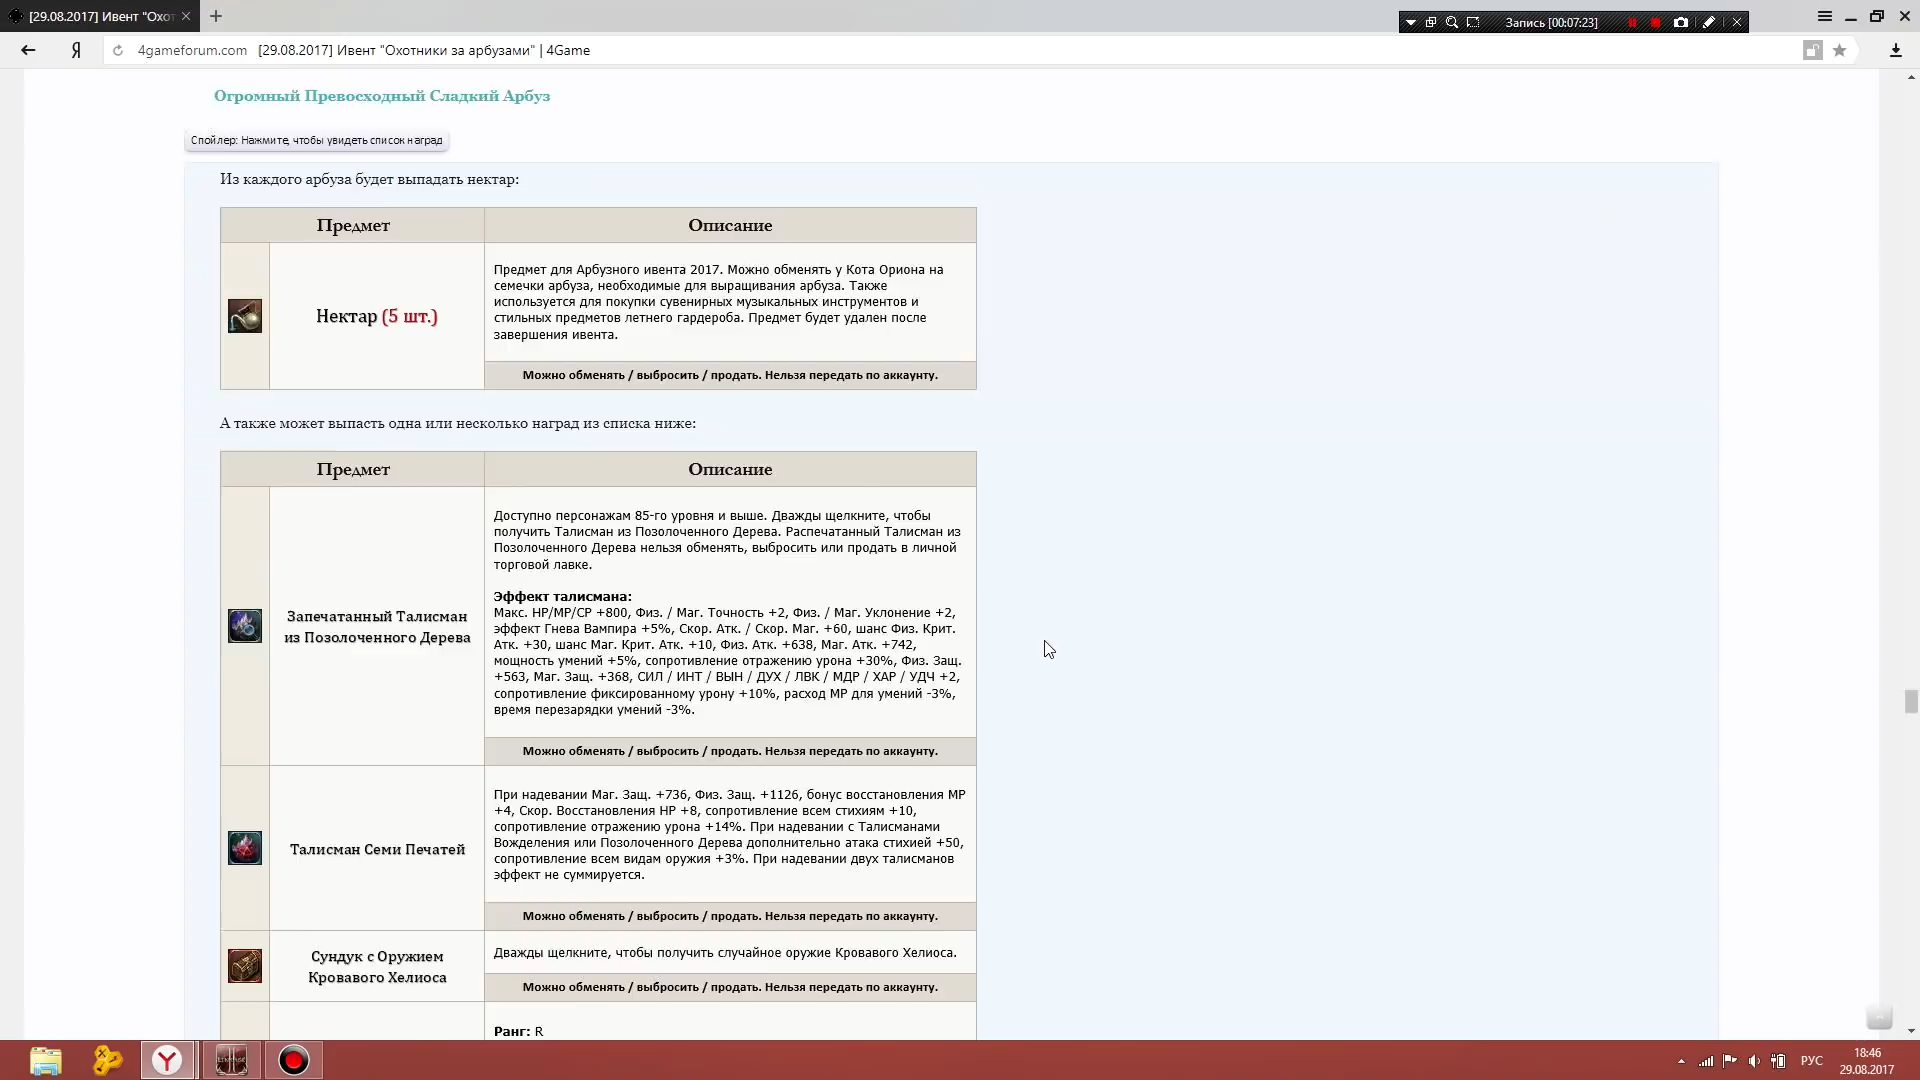 [29.08.2017] Ивент "Охот
Запись [00:07:23]
4gameforum.com [29.08.2017] Ивент "Охотники за арбузами" | 4Game
Огромный Превосходный Сладкий Арбуз
Спойлер: Нажмите, чтобы увидеть список наград
Из каждого арбуза будет выпадать нектар:
Предмет Описание
Нектар (5 шт.)
Предмет для Арбузного ивента 2017. Можно обменять у Кота Ориона на
семечки арбуза, необходимые для выращивания арбуза. Также
используется для покупки сувенирных музыкальных инструментов и
стильных предметов летнего гардероба. Предмет будет удален после
завершения ивента.
Можно обменять / выбросить / продать. Нельзя передать по аккаунту.
А также может выпасть одна или несколько наград из списка ниже:
Предмет Описание
Запечатанный Талисман
из Позолоченного Дерева
Доступно персонажам 85-го уровня и выше. Дважды щелкните, чтобы
получить Талисман из Позолоченного Дерева. Распечатанный Талисман из
Позолоченного Дерева нельзя обменять, выбросить или продать в личной
торговой лавке.
Эффект талисмана:
Макс. HP/MP/CP +800, Физ. / Маг. Точность +2, Физ. / Маг. Уклонение +2,
эффект Гнева Вампира +5%, Скор. Атк. / Скор. Маг. +60, шанс Физ. Крит.
Атк. +30, шанс Маг. Крит. Атк. +10, Физ. Атк. +638, Маг. Атк. +742,
мощность умений +5%, сопротивление отражению урона +30%, Физ. Защ.
+563, Маг. Защ. +368, СИЛ / ИНТ / ВЫН / ДУХ / ЛВК / МДР / ХАР / УДЧ +2,
сопротивление фиксированному урону +10%, расход MP для умений -3%,
время перезарядки умений -3%.
Можно обменять / выбросить / продать. Нельзя передать по аккаунту.
Талисман Семи Печатей
При надевании Маг. Защ. +736, Физ. Защ. +1126, бонус восстановления MP
+4, Скор. Восстановления HP +8, сопротивление всем стихиям +10,
сопротивление отражению урона +14%. При надевании с Талисманами
Вожделения или Позолоченного Дерева дополнительно атака стихией +50,
сопротивление всем видам оружия +3%. При надевании двух талисманов
эффект не суммируется.
Можно обменять / выбросить / продать. Нельзя передать по аккаунту.
Сундук с Оружием
Кровавого Хелиоса
Дважды щелкните, чтобы получить случайное оружие Кровавого Хелиоса.
Можно обменять / выбросить / продать. Нельзя передать по аккаунту.
Ранг: R
РУС
18:46
29.08.2017